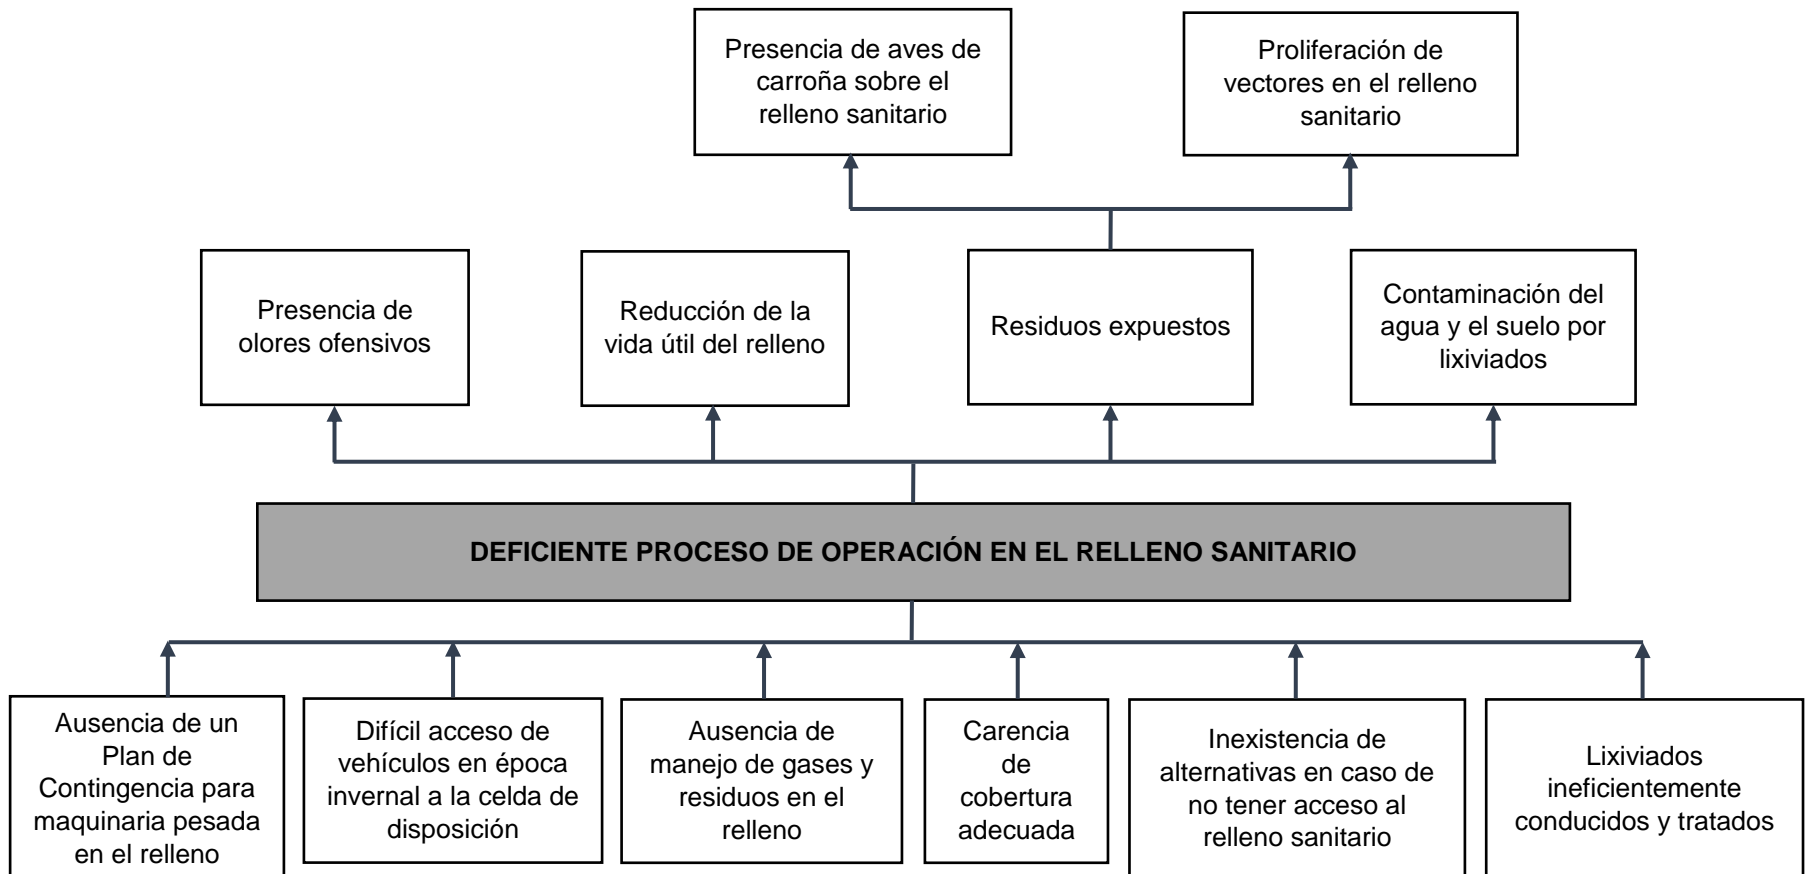 Presencia de aves de
carroña sobre el
relleno sanitario
Proliferación de
vectores en el relleno
sanitario
Presencia de
olores ofensivos
Reducción de la
vida útil del relleno
Residuos expuestos
Contaminación del
agua y el suelo por
lixiviados
DEFICIENTE PROCESO DE OPERACIÓN EN EL RELLENO SANITARIO
Ausencia de un
Plan de
Contingencia para
maquinaria pesada
en el relleno
Difícil acceso de
vehículos en época
invernal a la celda de
disposición
Ausencia de
manejo de gases y
residuos en el
relleno
Carencia
de
cobertura
adecuada
Inexistencia de
alternativas en caso de
no tener acceso al
relleno sanitario
Lixiviados
ineficientemente
conducidos y tratados